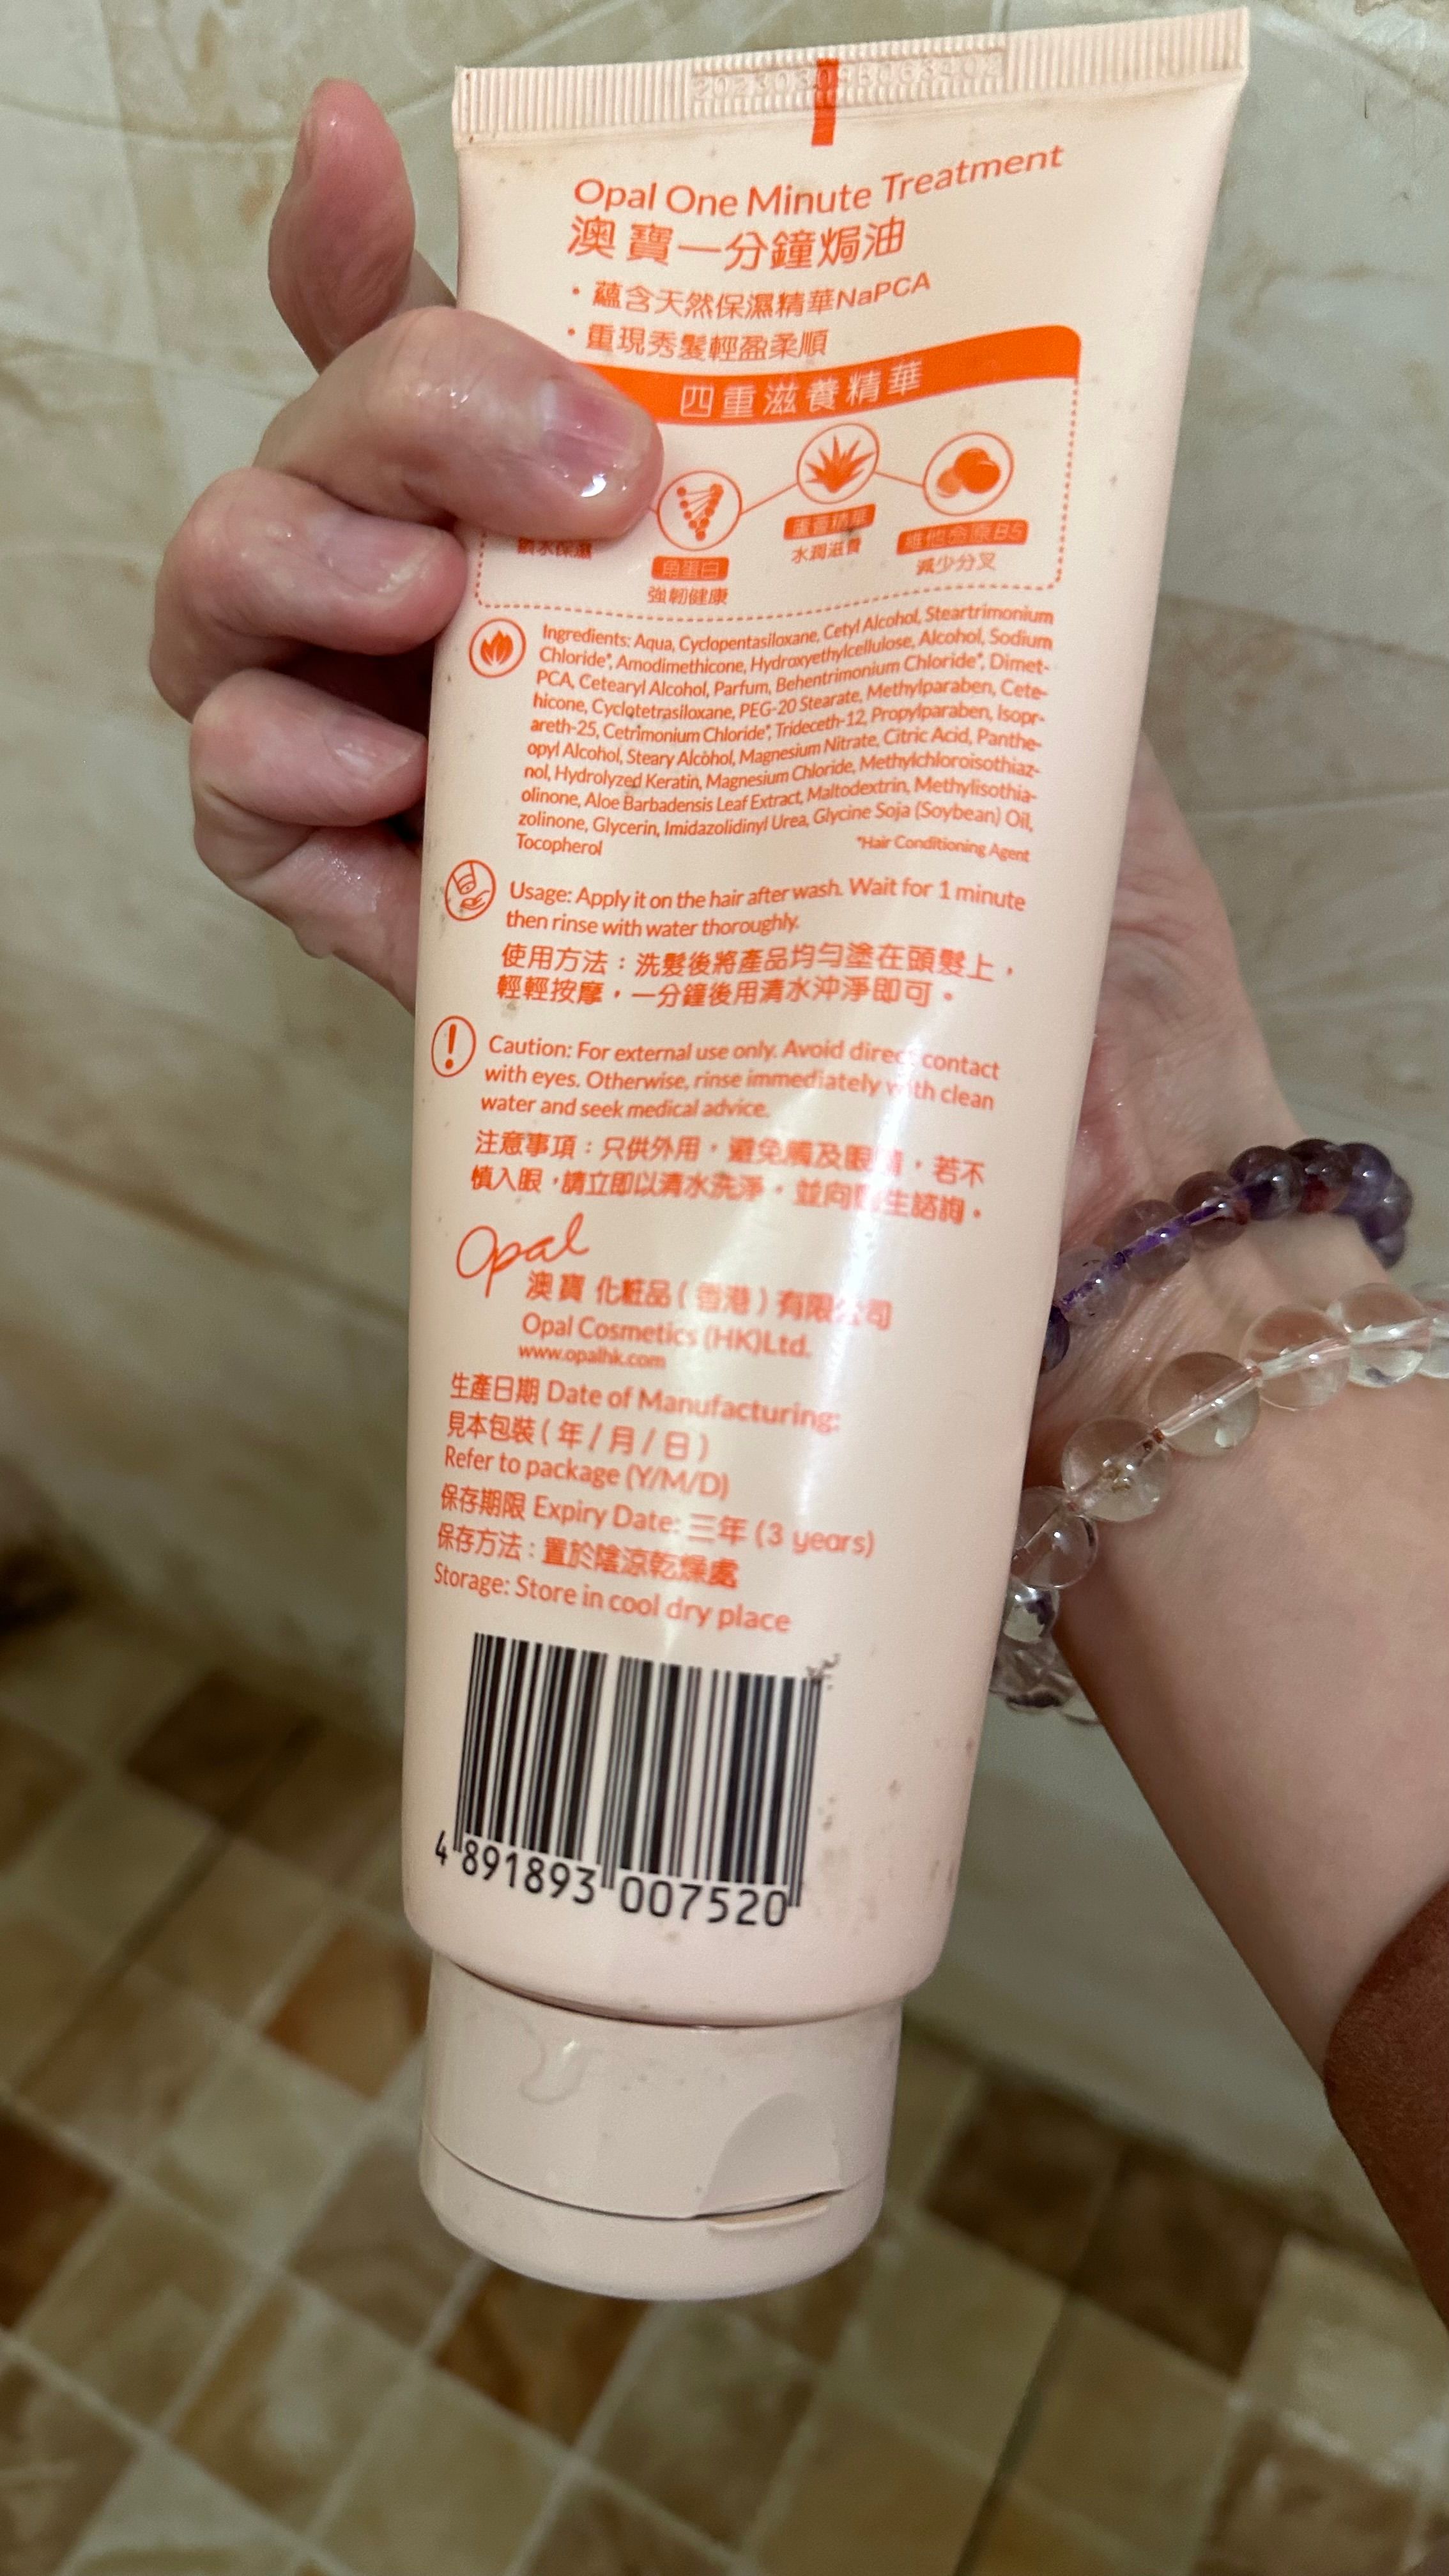 Opal One Minute Treatment
澳寶一分鐘焗油
・蘊含天然保濕精華NaPCA
・重現秀髮輕盈柔順
四重滋養精華
鎖水保濕
角蛋白
強韌健康
蘆薈精華
水潤滋養
維他命原B5
減少分叉
Ingredients: Aqua, Cyclopentasiloxane, Cetyl Alcohol, Steartrimonium
Chloride*, Amodimethicone, Hydroxyethylcellulose, Alcohol, Sodium
PCA, Cetearyl Alcohol, Parfum, Behentrimonium Chloride*, Dimet-
hicone, Cyclotetrasiloxane, PEG-20 Stearate, Methylparaben, Cete-
areth-25, Cetrimonium Chloride*, Trideceth-12, Propylparaben, Isopr-
opyl Alcohol, Steary Alcohol, Magnesium Nitrate, Citric Acid, Panthe-
nol, Hydrolyzed Keratin, Magnesium Chloride, Methylchloroisothiaz-
olinone, Aloe Barbadensis Leaf Extract, Maltodextrin, Methylisothia-
zolinone, Glycerin, Imidazolidinyl Urea, Glycine Soja (Soybean) Oil,
Tocopherol
*Hair Conditioning Agent
Usage: Apply it on the hair after wash. Wait for 1 minute
then rinse with water thoroughly.
使用方法：洗髮後將產品均勻塗在頭髮上，
輕輕按摩，一分鐘後用清水沖淨即可。
Caution: For external use only. Avoid direct contact
with eyes. Otherwise, rinse immediately with clean
water and seek medical advice.
注意事項：只供外用，避免觸及眼睛，若不
慎入眼，請立即以清水洗淨，並向醫生諮詢。
Opal
澳寶 化粧品（香港）有限公司
Opal Cosmetics (HK)Ltd.
www.opalhk.com
生產日期 Date of Manufacturing:
見本包裝（年/月/日）
Refer to package (Y/M/D)
保存期限 Expiry Date: 三年 (3 years)
保存方法：置於陰涼乾燥處
Storage: Store in cool dry place
4 891893 007520